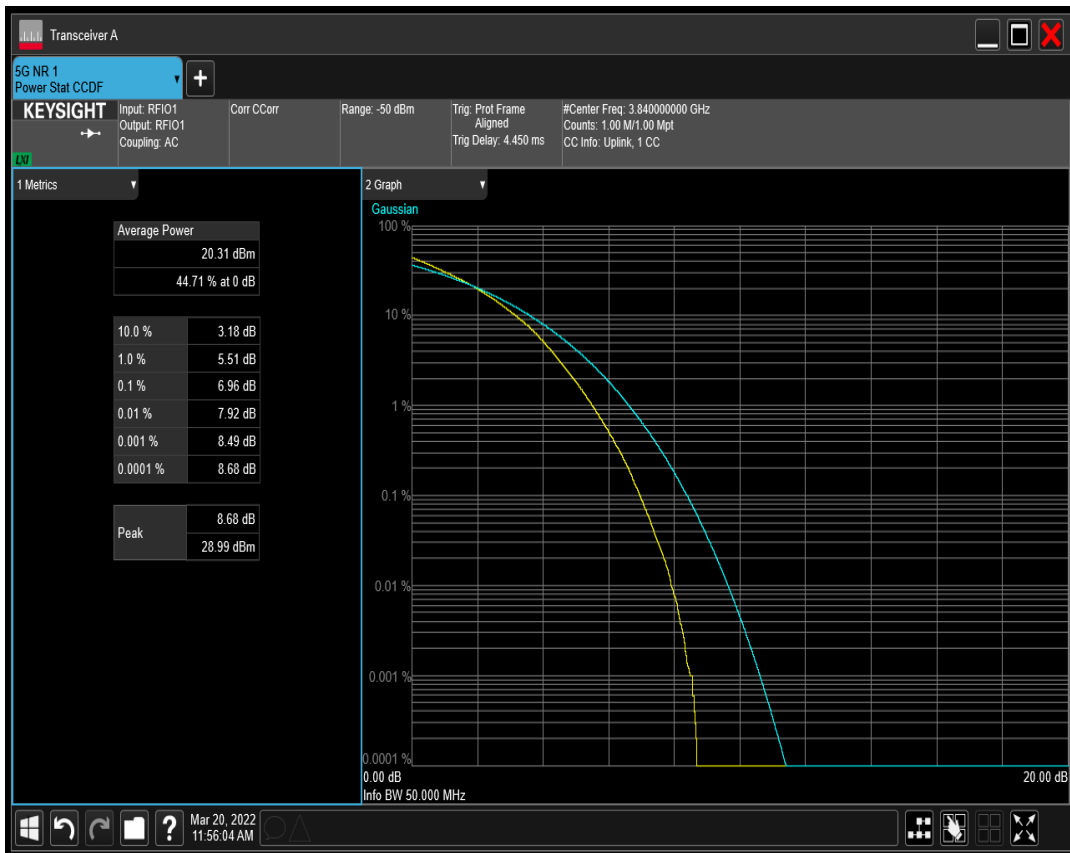 Transceiver A
5G NR 1
Power Stat CCDF
+
KEYSIGHT
LXI
Input: RFIO1
Output: RFIO1
Coupling: AC
Corr CCorr
Range: -50 dBm
Trig: Prot Frame
Aligned
Trig Delay: 4.450 ms
#Center Freq: 3.840000000 GHz
Counts: 1.00 M/1.00 Mpt
CC Info: Uplink, 1 CC
1 Metrics
Average Power
20.31 dBm
44.71 % at 0 dB
10.0 % 3.18 dB
1.0 % 5.51 dB
0.1 % 6.96 dB
0.01 % 7.92 dB
0.001 % 8.49 dB
0.0001 % 8.68 dB
Peak
8.68 dB
28.99 dBm
2 Graph
Gaussian
100 %
10 %
1 %
0.1 %
0.01 %
0.001 %
0.0001 %
0.00 dB 20.00 dB
Info BW 50.000 MHz
?
Mar 20, 2022
11:56:04 AM